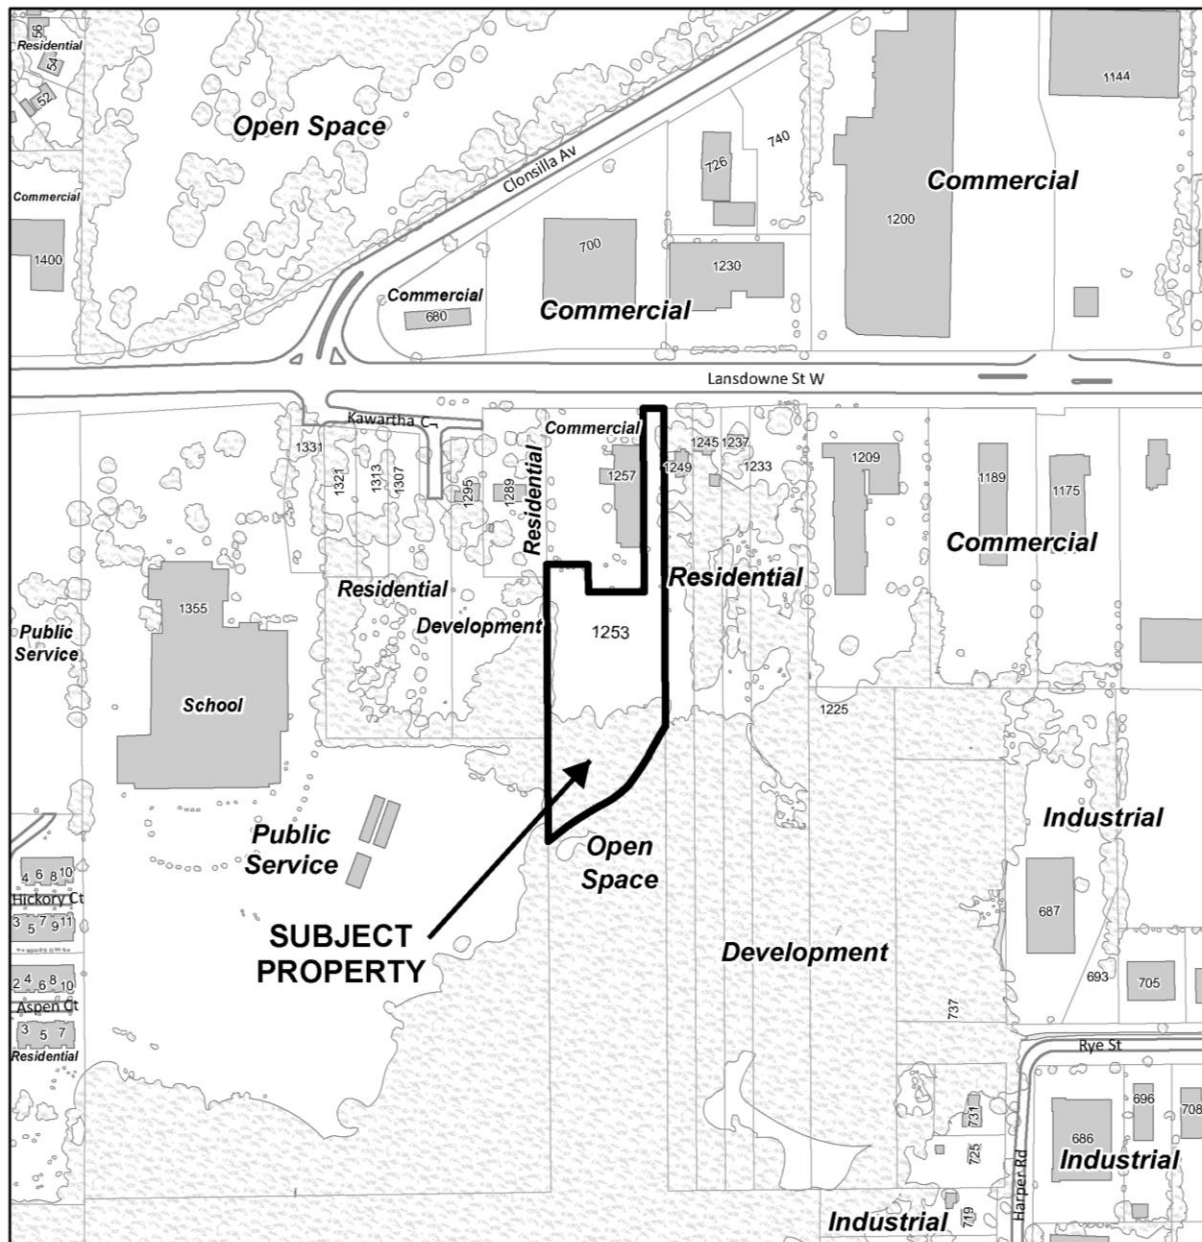 56
Residential
54
52
Open Space
Commercial
1400
Clonsilla Av
726
740
1144
Commercial
1200
700
1230
Commercial
680
Commercial
Lansdowne St W
Kawartha C
1331
1321
1313
1307
1295
1289
Residential
Commercial
1257
1249
1245
1237
1233
1209
1189
1175
Commercial
Residential
Residential
Development
1253
1355
Public
Service
School
1225
Public
Service
Open
Space
Industrial
687
SUBJECT
PROPERTY
Development
693
705
737
4 6 8 10
Hickory Ct
3 5 7 9 11
2 4 6 8 10
Aspen Ct
3 5 7
Residential
Rye St
731
725
719
Harper Rd
686
696
708
Industrial
Industrial